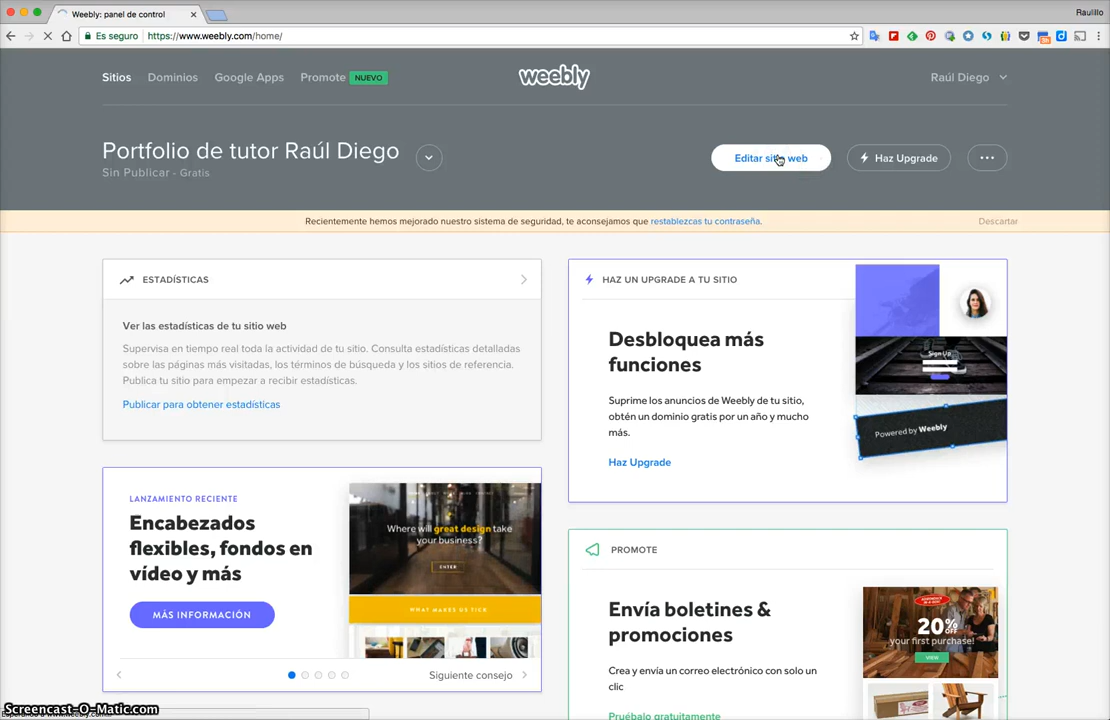 Weebly: panel de control
Raulillo
Es seguro
https://www.weebly.com/home/
Sitios
Dominios
Google Apps
Promote NUEVO
weebly
Raúl Diego
Portfolio de tutor Raúl Diego
Sin Publicar - Gratis
Editar sitio web
Haz Upgrade
Recientemente hemos mejorado nuestro sistema de seguridad, te aconsejamos que restablezcas tu contraseña.
Descartar
ESTADÍSTICAS
Ver las estadísticas de tu sitio web
Supervisa en tiempo real toda la actividad de tu sitio. Consulta estadísticas detalladas
sobre las páginas más visitadas, los términos de búsqueda y los sitios de referencia.
Publica tu sitio para empezar a recibir estadísticas.
Publicar para obtener estadísticas
HAZ UN UPGRADE A TU SITIO
Desbloquea más
funciones
Suprime los anuncios de Weebly de tu sitio,
obtén un dominio gratis por un año y mucho
más.
Haz Upgrade
Sign Up
Powered by Weebly
LANZAMIENTO RECIENTE
Encabezados
flexibles, fondos en
vídeo y más
MÁS INFORMACIÓN
Where will great design take
your business?
ENTER
WHAT MAKES US TICK
Siguiente consejo
PROMOTE
Envía boletines &
promociones
Crea y envía un correo electrónico con solo un
clic
Pruébalo gratuitamente
20% OFF
your first purchase!
VIEW
Screencast-O-Matic.com